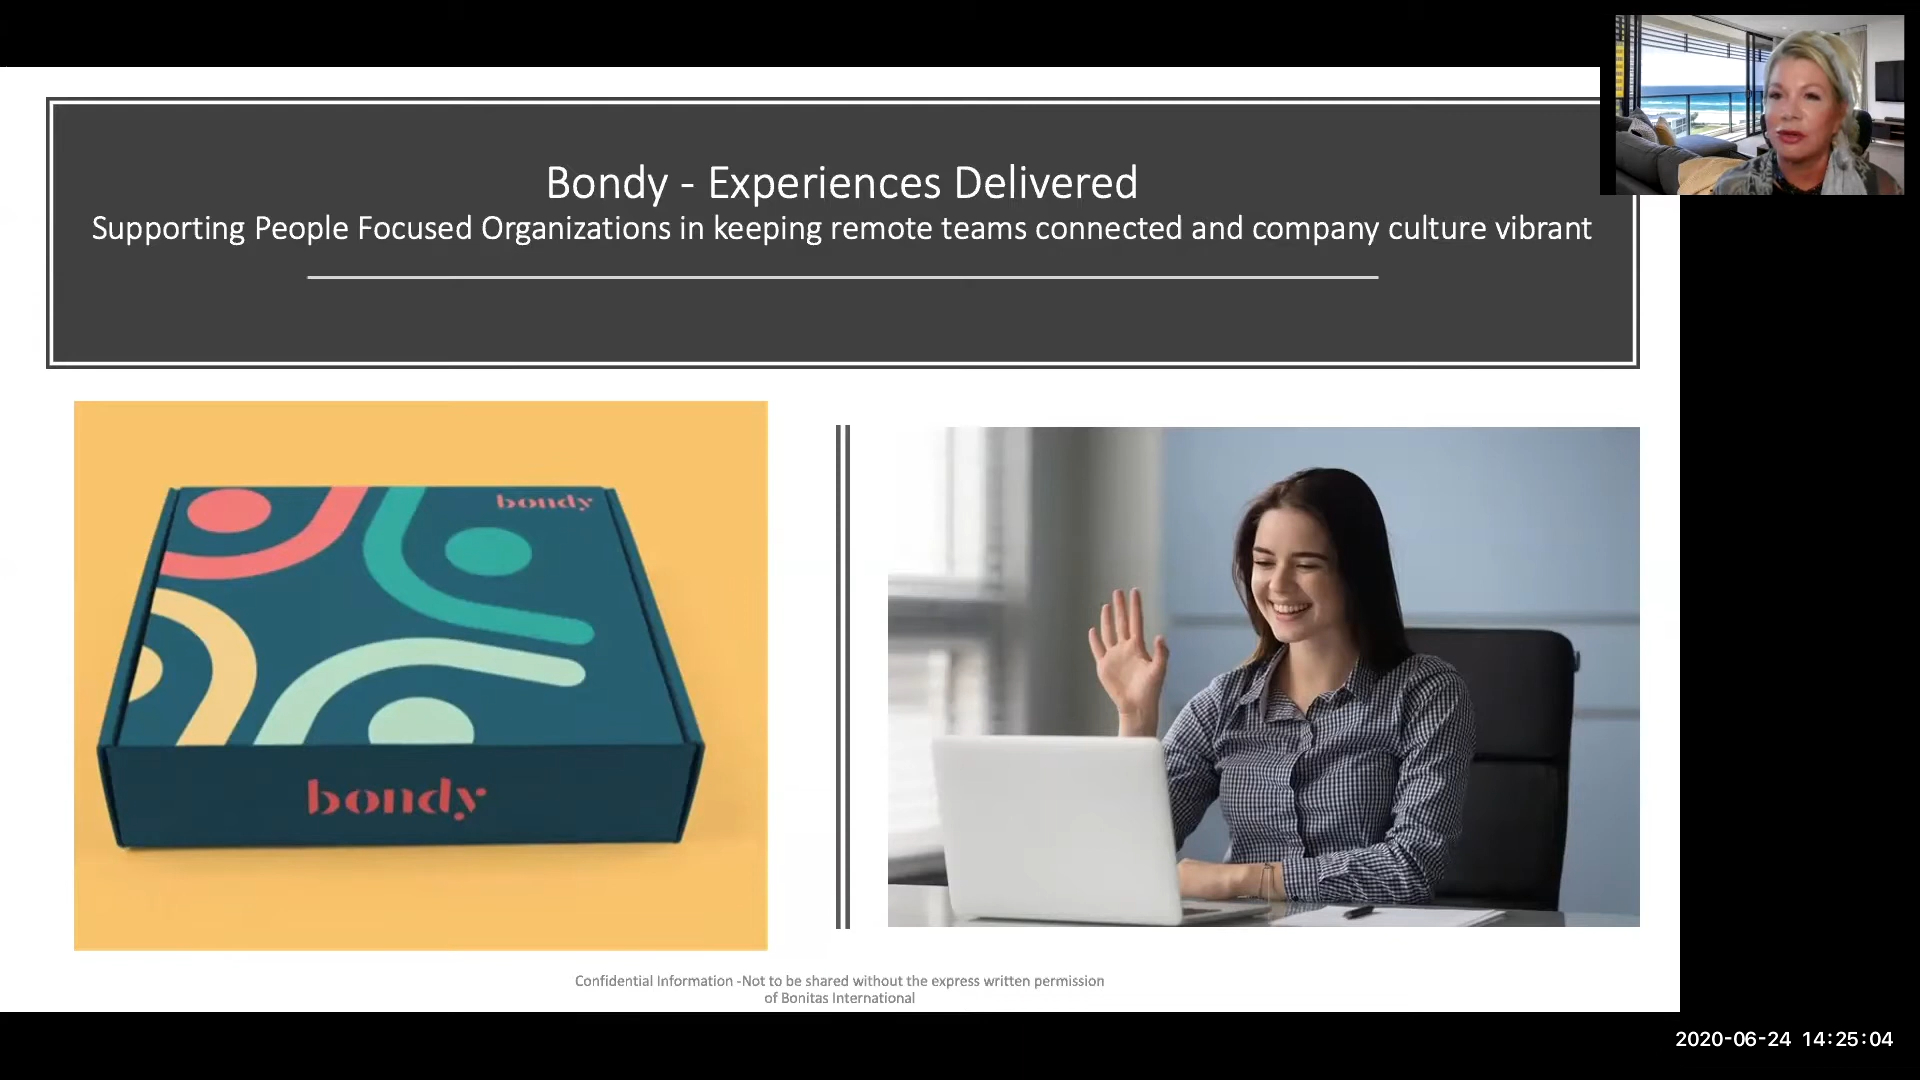 Bondy - Experiences Delivered
Supporting People Focused Organizations in keeping remote teams connected and company culture vibrant
bondy
bondy
Confidential Information -Not to be shared without the express written permission
of Bonitas International
2020-06-24 14:25:04